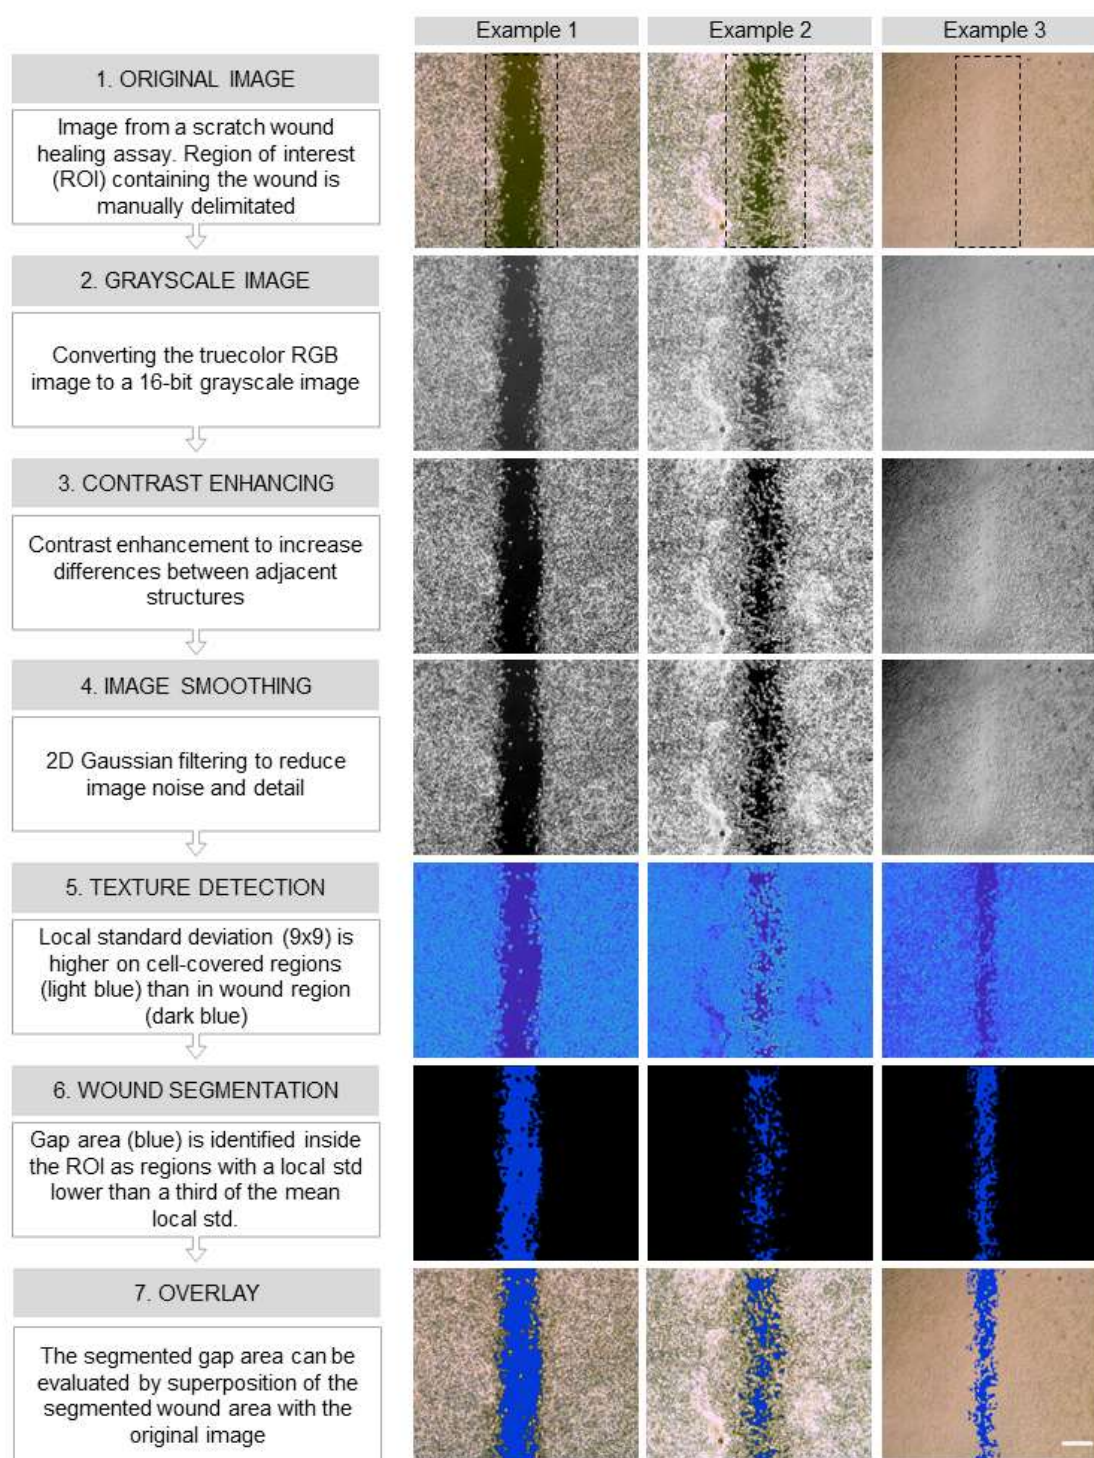 Example 1
Example 2
Example 3
1. ORIGINAL IMAGE
Image from a scratch wound
healing assay. Region of interest
(ROI) containing the wound is
manually delimitated
2. GRAYSCALE IMAGE
Converting the truecolor RGB
image to a 16-bit grayscale image
3. CONTRAST ENHANCING
Contrast enhancement to increase
differences between adjacent
structures
4. IMAGE SMOOTHING
2D Gaussian filtering to reduce
image noise and detail
5. TEXTURE DETECTION
Local standard deviation (9x9) is
higher on cell-covered regions
(light blue) than in wound region
(dark blue)
6. WOUND SEGMENTATION
Gap area (blue) is identified inside
the ROI as regions with a local std
lower than a third of the mean
local std.
7. OVERLAY
The segmented gap area can be
evaluated by superposition of the
segmented wound area with the
original image